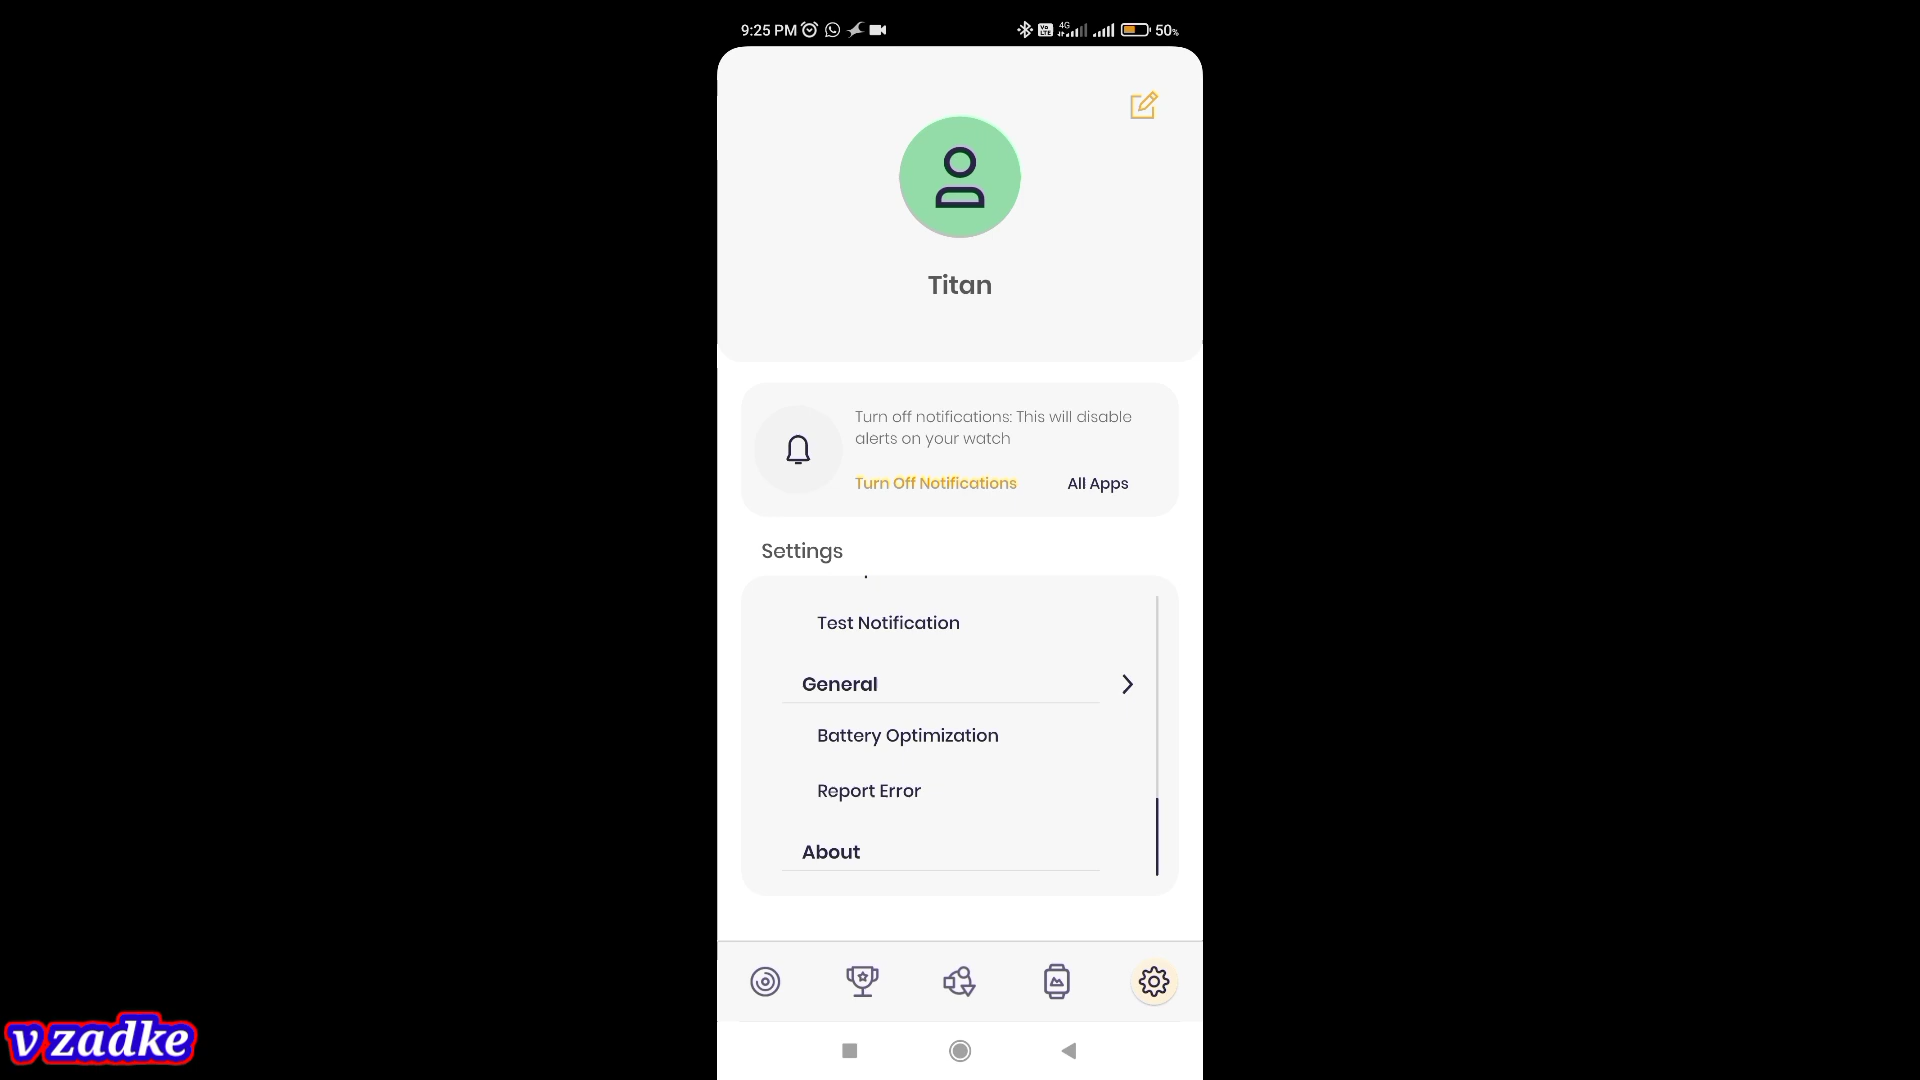 9:25 PM
4G
50%
Titan
Turn off notifications: This will disable
alerts on your watch
Turn Off Notifications
All Apps
Settings
Test Notification
General
Battery Optimization
Report Error
About
v zadke